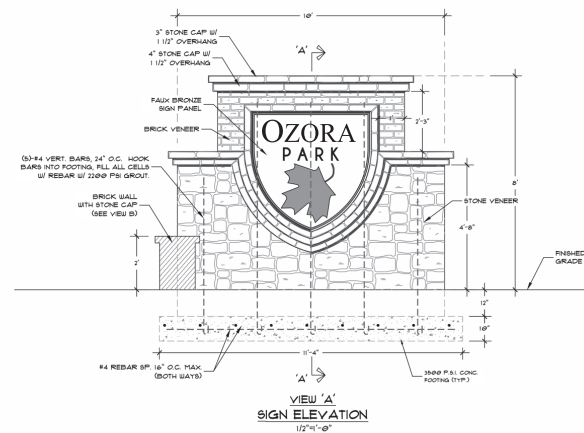 10'
3" STONE CAP W/
1 1/2" OVERHANG
'A'
4" STONE CAP W/
1 1/2" OVERHANG
FAUX BRONZE
SIGN PANEL
1'
2'-3"
BRICK VENEER
OZORA
PARK
8'
(5)-#4 VERT. BARS, 24" O.C. HOOK
BARS INTO FOOTING, FILL ALL CELLS
W/ REBAR W/ 2200 PSI GROUT.
BRICK WALL
WITH STONE CAP
(SEE VIEW B)
STONE VENEER
4'-8"
2'
FINISHED
GRADE
12"
10"
11'-4"
#4 REBAR SP. 16" O.C. MAX.
(BOTH WAYS)
'A'
3500 P.S.I. CONC.
FOOTING (TYP.)
VIEW 'A'
SIGN ELEVATION
1/2"=1'-0"